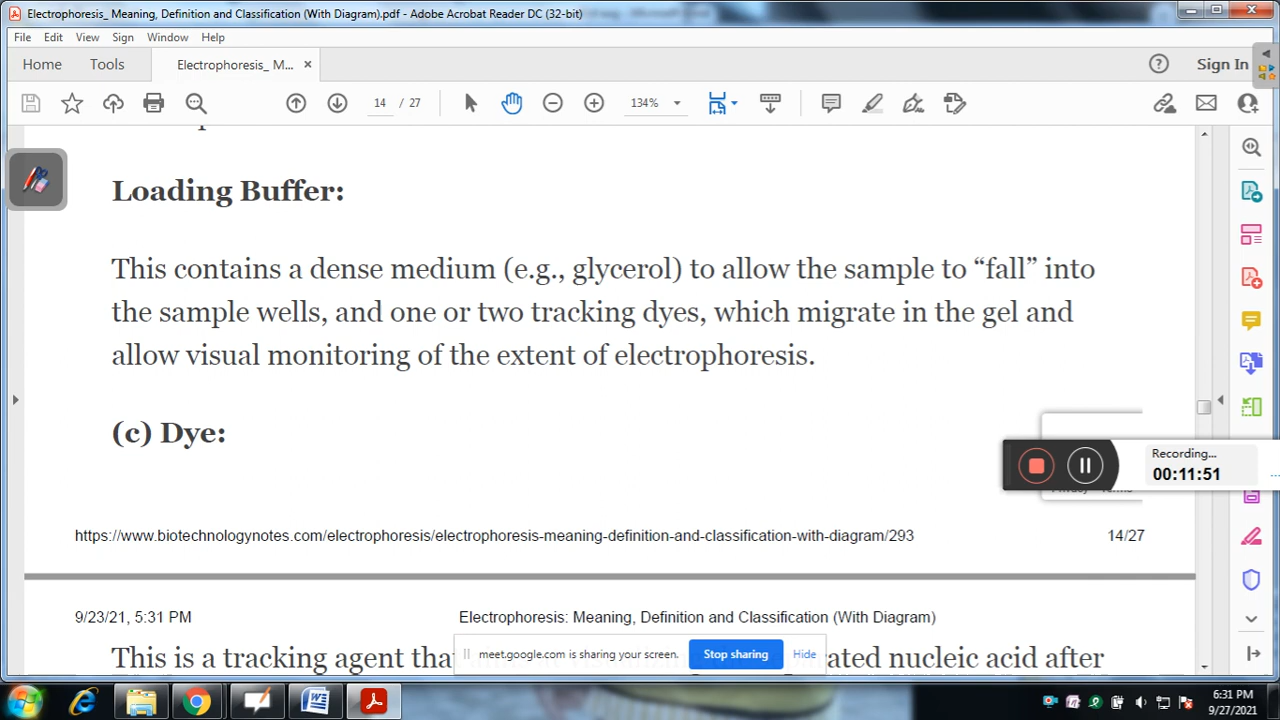 Electrophoresis_ Meaning, Definition and Classification (With Diagram).pdf - Adobe Acrobat Reader DC (32-bit)
File Edit View Sign Window Help
Home Tools Electrophoresis_ M... × Sign In
14 / 27 134%
Loading Buffer:
This contains a dense medium (e.g., glycerol) to allow the sample to “fall” into
the sample wells, and one or two tracking dyes, which migrate in the gel and
allow visual monitoring of the extent of electrophoresis.
(c) Dye:
Recording...
00:11:51
https://www.biotechnologynotes.com/electrophoresis/electrophoresis-meaning-definition-and-classification-with-diagram/293 14/27
9/23/21, 5:31 PM Electrophoresis: Meaning, Definition and Classification (With Diagram)
meet.google.com is sharing your screen. Stop sharing Hide
This is a tracking agent nucleic acid after
6:31 PM
9/27/2021